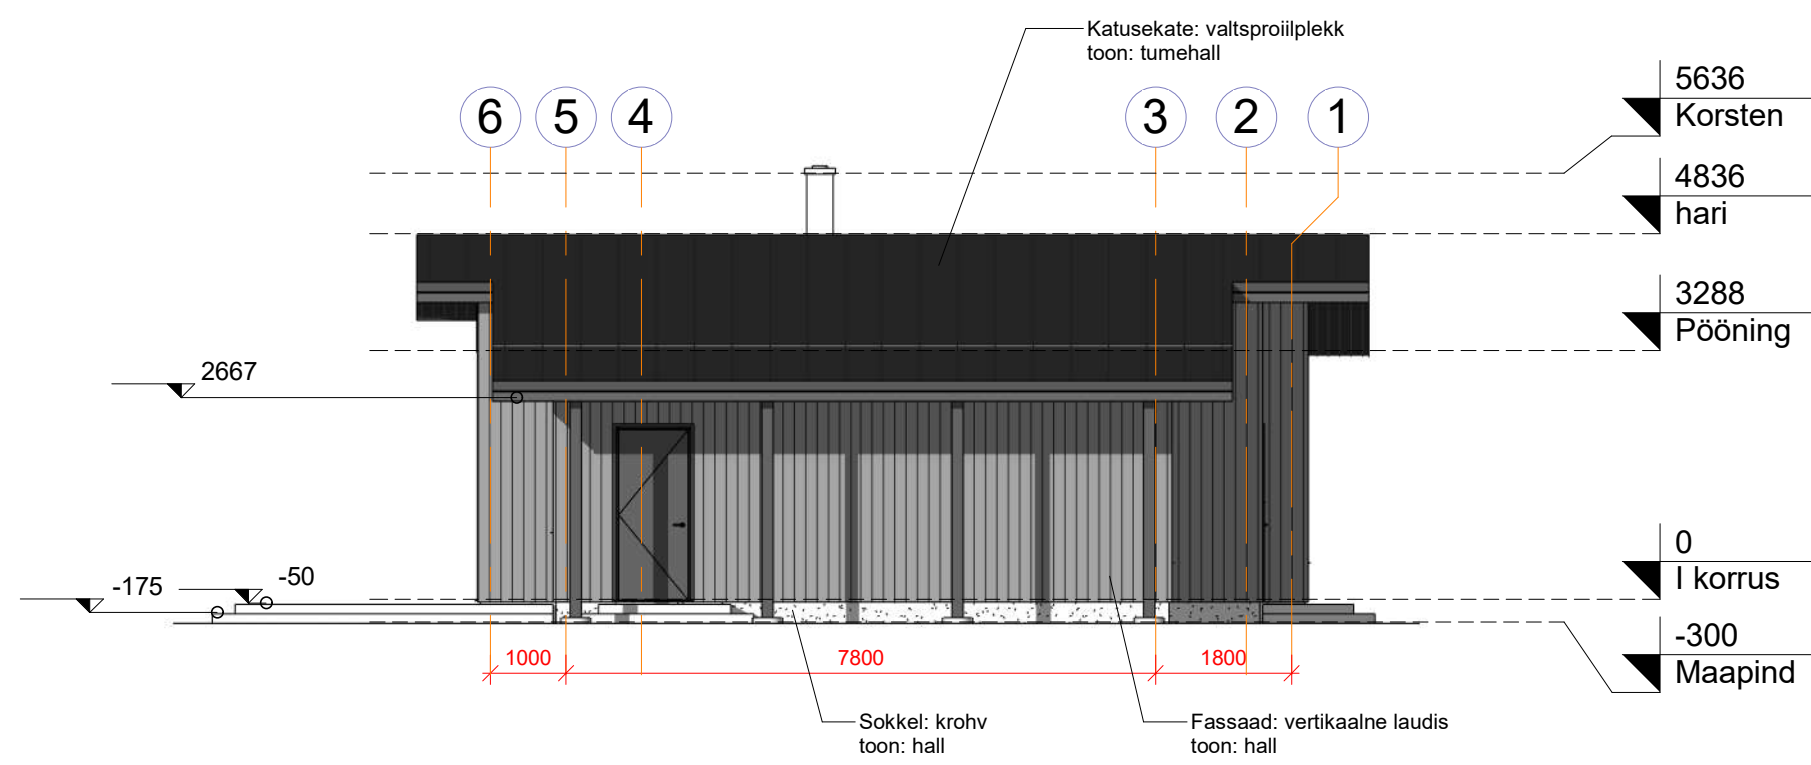 Katusekate: valtsproiilplekk
toon: tumehall
6
5
4
3
2
1
5636
Korsten
4836
hari
3288
Pööning
2667
-175
-50
0
I korrus
-300
Maapind
1000
7800
1800
Sokkel: krohv
toon: hall
Fassaad: vertikaalne laudis
toon: hall